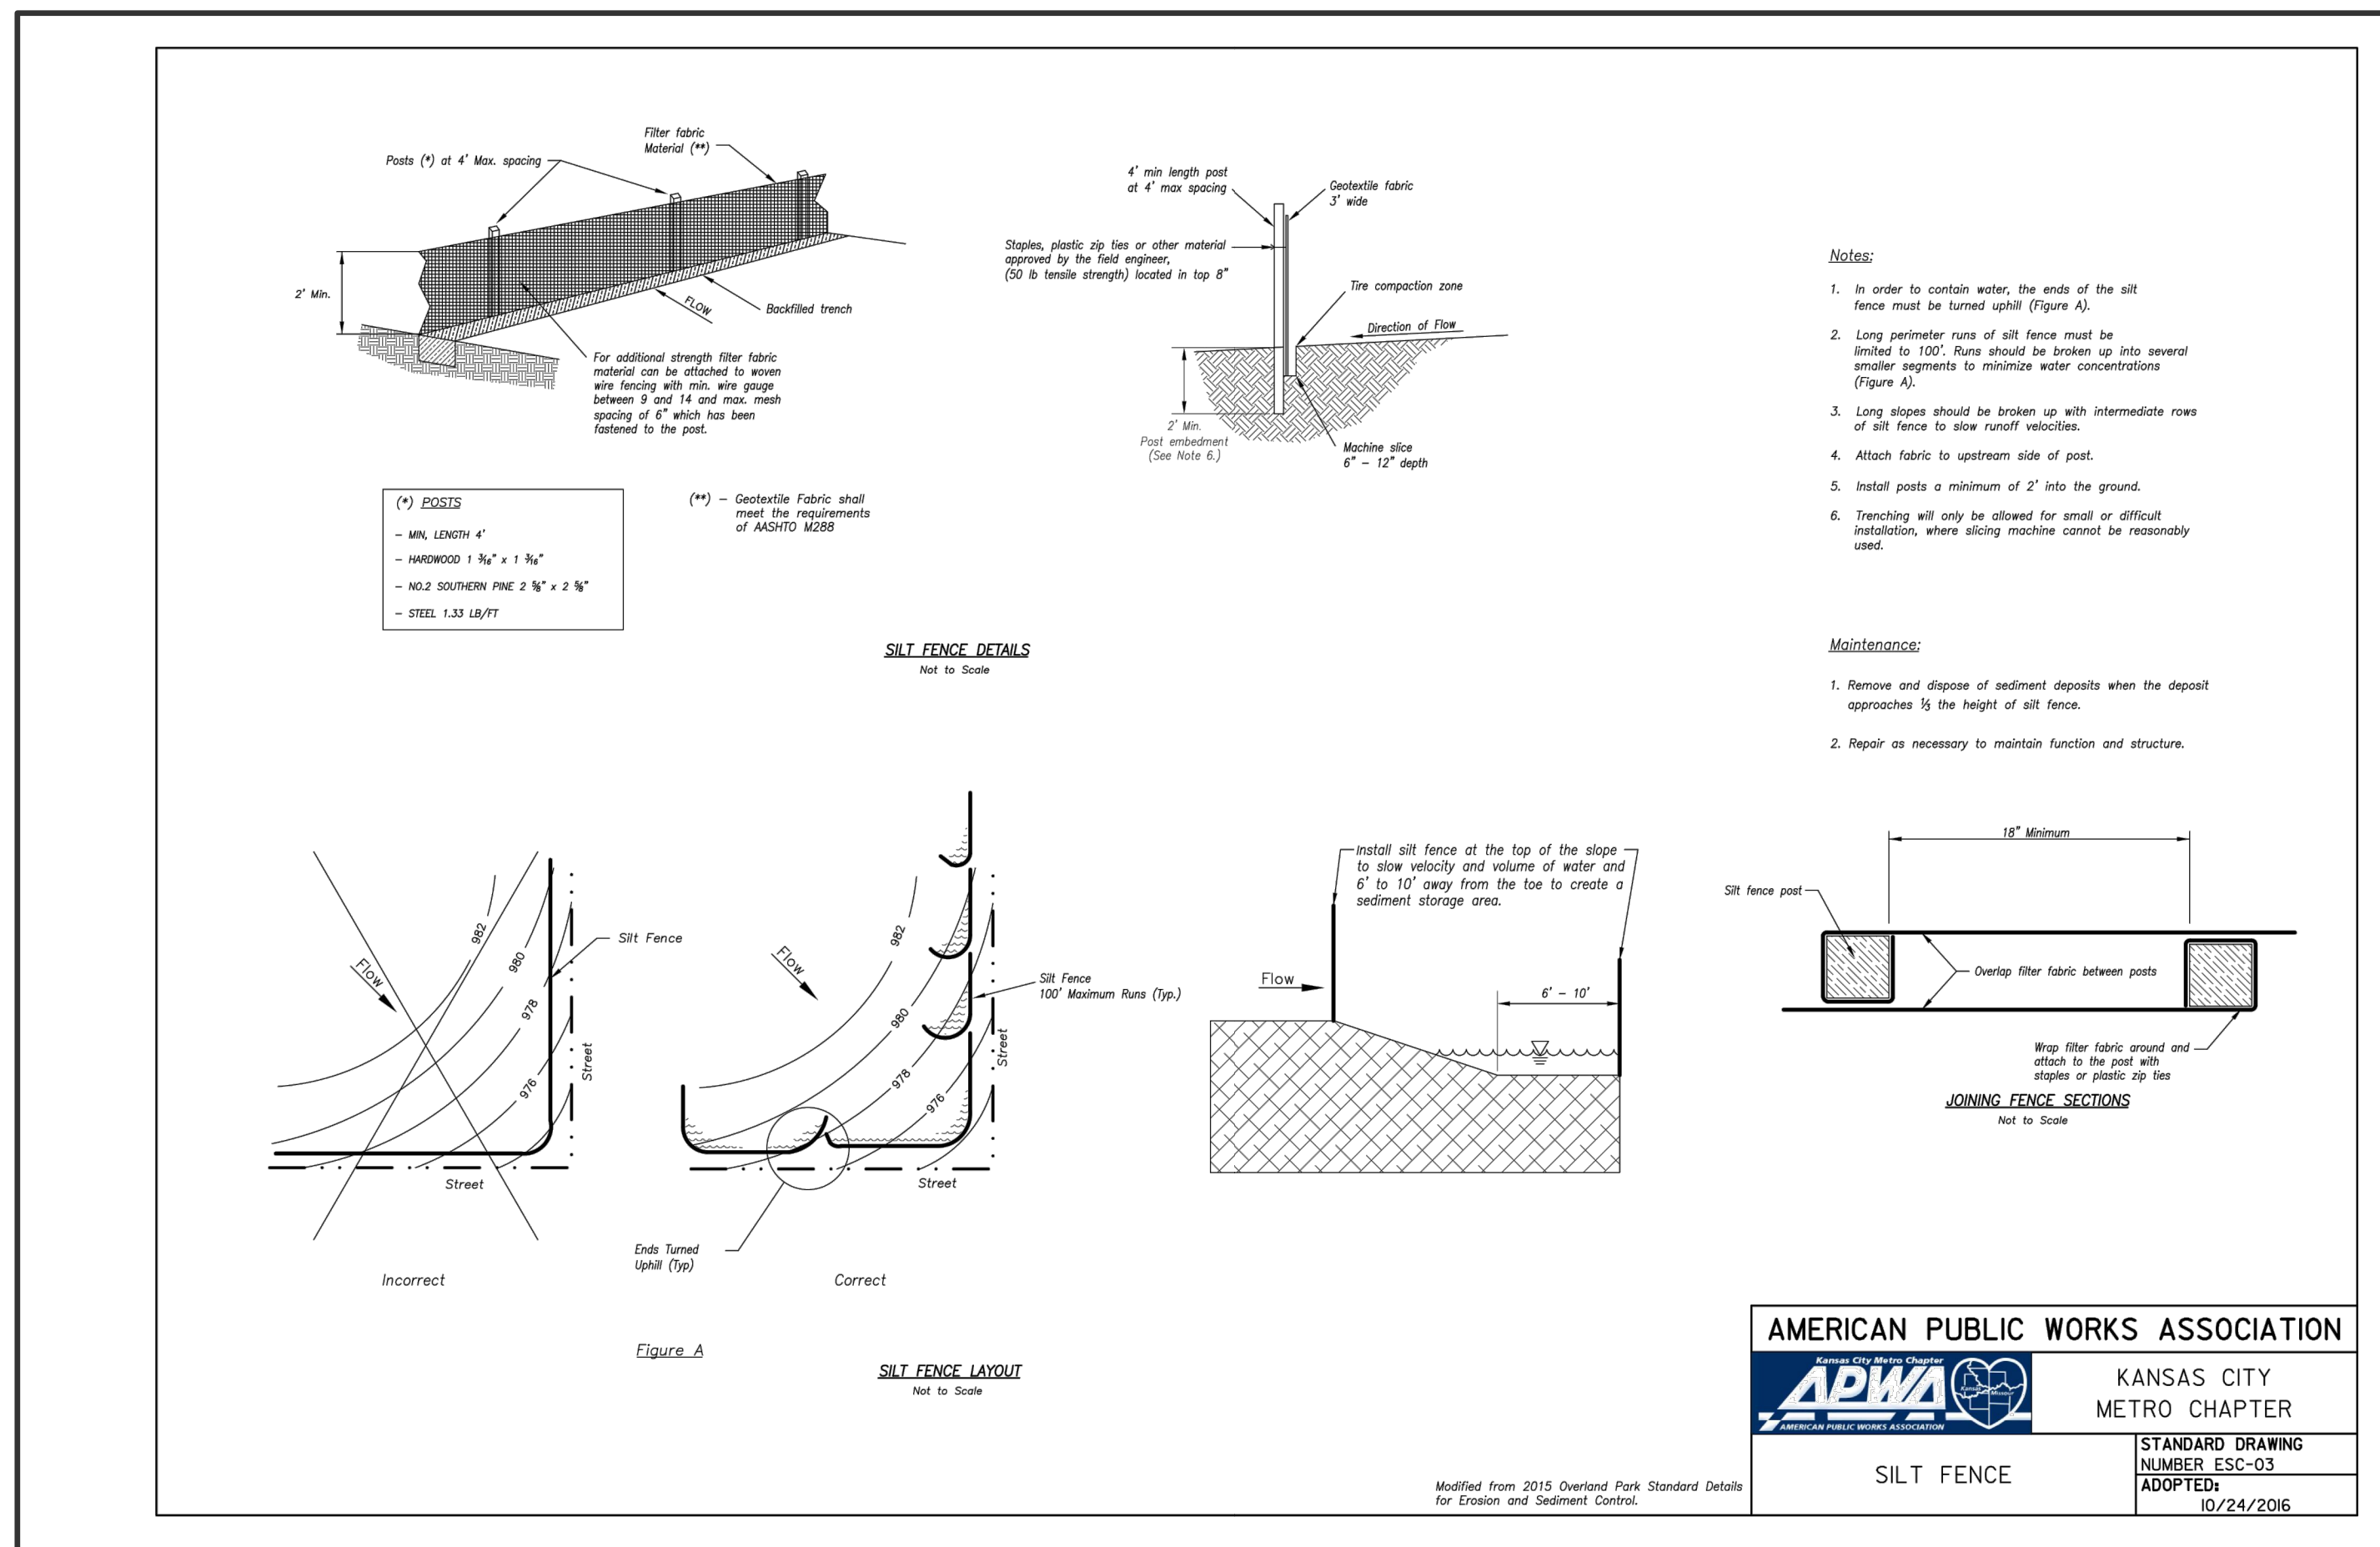 Filter fabric
Material (**)
Posts (*) at 4' Max. spacing
2' Min.
FLOW
Backfilled trench
For additional strength filter fabric
material can be attached to woven
wire fencing with min. wire gauge
between 9 and 14 and max. mesh
spacing of 6" which has been
fastened to the post.
4' min length post
at 4' max spacing
Geotextile fabric
3' wide
Staples, plastic zip ties or other material
approved by the field engineer,
(50 lb tensile strength) located in top 8"
Tire compaction zone
Direction of Flow
2' Min.
Post embedment
(See Note 6.)
Machine slice
6" – 12" depth
(*) POSTS
– MIN, LENGTH 4'
– HARDWOOD 1 3/16" x 1 3/16"
– NO.2 SOUTHERN PINE 2 5/8" x 2 5/8"
– STEEL 1.33 LB/FT
(**) – Geotextile Fabric shall
meet the requirements
of AASHTO M288
SILT FENCE DETAILS
Not to Scale
Notes:
1. In order to contain water, the ends of the silt
fence must be turned uphill (Figure A).
2. Long perimeter runs of silt fence must be
limited to 100'. Runs should be broken up into several
smaller segments to minimize water concentrations
(Figure A).
3. Long slopes should be broken up with intermediate rows
of silt fence to slow runoff velocities.
4. Attach fabric to upstream side of post.
5. Install posts a minimum of 2' into the ground.
6. Trenching will only be allowed for small or difficult
installation, where slicing machine cannot be reasonably
used.
Maintenance:
1. Remove and dispose of sediment deposits when the deposit
approaches 1/3 the height of silt fence.
2. Repair as necessary to maintain function and structure.
982
980
978
976
Flow
Silt Fence
Street
Street
Incorrect
982
980
978
976
Flow
Silt Fence
100' Maximum Runs (Typ.)
Street
Street
Ends Turned
Uphill (Typ)
Correct
Figure A
SILT FENCE LAYOUT
Not to Scale
Install silt fence at the top of the slope
to slow velocity and volume of water and
6' to 10' away from the toe to create a
sediment storage area.
Flow
6' – 10'
18" Minimum
Silt fence post
Overlap filter fabric between posts
Wrap filter fabric around and
attach to the post with
staples or plastic zip ties
JOINING FENCE SECTIONS
Not to Scale
Modified from 2015 Overland Park Standard Details
for Erosion and Sediment Control.
AMERICAN PUBLIC WORKS ASSOCIATION
Kansas City Metro Chapter
APWA
Kansas
Missouri
AMERICAN PUBLIC WORKS ASSOCIATION
KANSAS CITY
METRO CHAPTER
SILT FENCE
STANDARD DRAWING
NUMBER ESC-03
ADOPTED:
10/24/2016